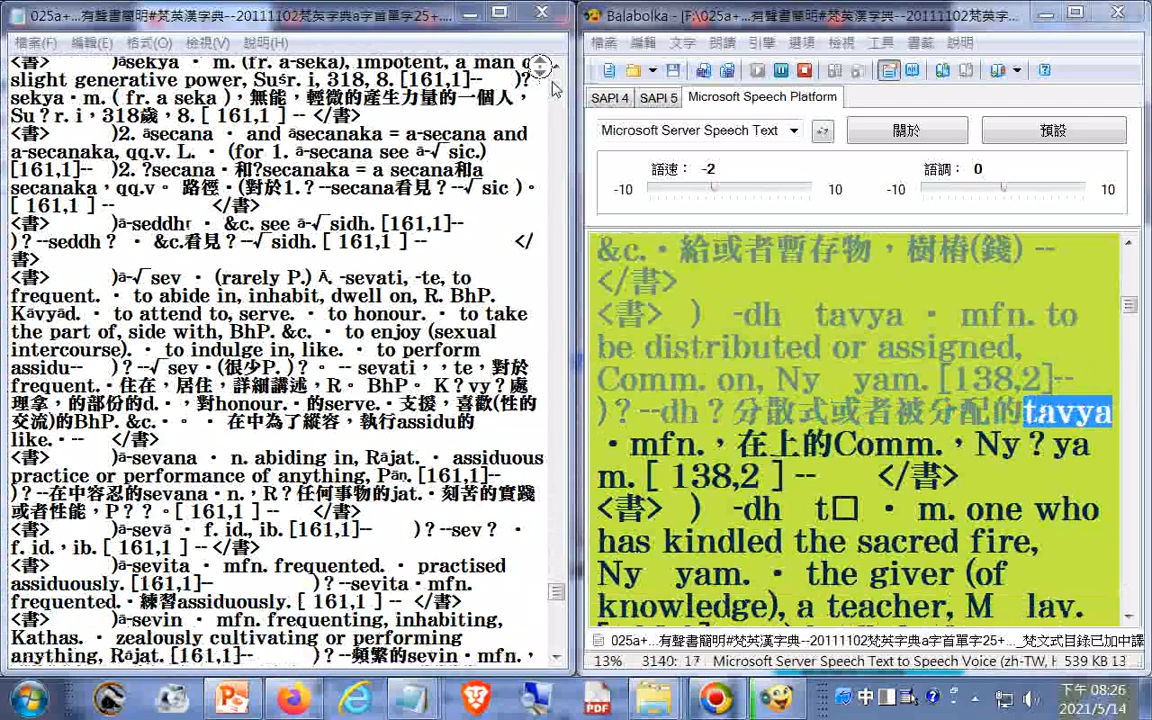 025a+...有聲書簡明#梵英漢字典--20111102梵英字典a字首單字25+...
檔案(F) 編輯(E) 格式(O) 檢視(V) 說明(H)
<書> )āsekya · m. (fr. a-seka), impotent, a man o
slight generative power, Suśr. i, 318, 8. [161,1]-- )?
sekya · m. ( fr. a seka ) , 無能，輕微的產生力量的一個人，
Su ? r. i , 318歲，8. [ 161,1 ] -- </書>
<書> )2. āsecana · and āsecanaka = a-secana and
a-secanaka, qq.v. L. · (for 1. ā-secana see ā-√sic.)
[161,1]-- )2. ?secana · 和?secanaka = a secana和a
secanaka，qq.v 。 路徑 · (對於1. ? --secana看見 ? --√sic )。
[ 161,1 ] -- </書>
<書> )ā-seddhṛ · &c. see ā-√sidh. [161,1]--
)? --seddh ? · &c.看見 ? --√sidh. [ 161,1 ] -- </
書>
<書> )ā-√sev · (rarely P.) Ā. -sevati, -te, to
frequent. · to abide in, inhabit, dwell on, R. BhP.
Kāvyād. · to attend to, serve. · to honour. · to take
the part of, side with, BhP. &c. · to enjoy (sexual
intercourse). · to indulge in, like. · to perform
assidu-- )? --√sev · (很少P. ) ? 。 -- sevati , , te , 對於
frequent. · 住在，居住，詳細講述，R 。 BhP 。 K ? vy ? 處
理拿，的部份的d. · ，對honour. · 的serve. · 支援，喜歡(性的
交流)的BhP. &c. · 。 · 在中為了縱容，執行assidu的
like. · -- </書>
<書> )ā-sevana · n. abiding in, Rājat. · assiduous
practice or performance of anything, Pāṇ. [161,1]--
)? --在中容忍的sevana · n. , R ? 任何事物的jat. · 刻苦的實踐
或者性能，P ? ? 。 [ 161,1 ] </書>
<書> )ā-sevā · f. id., ib. [161,1]-- )? --sev ? ·
f. id. , ib. [ 161,1 ] -- </書>
<書> )ā-sevita · mfn. frequented. · practised
assiduously. [161,1]-- )? --sevita · mfn.
frequented. · 練習assiduously. [ 161,1 ] -- </書>
<書> )ā-sevin · mfn. frequenting, inhabiting,
Kathas. · zealously cultivating or performing
anything, Rājat. [161,1]-- )? --頻繁的sevin · mfn. ,
Balabolka - [F:\025a+...有聲書簡明#梵英漢字典--20111102梵英字...
檔案 編輯 文字 朗讀 引擎 選項 檢視 工具 書籤 說明
SAPI 4 SAPI 5 Microsoft Speech Platform
Microsoft Server Speech Text 關於 預設
語速: -2 語調: 0
-10 10 -10 10
&c. · 給或者暫存物，樹樁(錢) --
</書>
<書> ) -dh tavya · mfn. to
be distributed or assigned,
Comm. on, Ny yam. [138,2]--
)? --dh ? 分散式或者被分配的tavya
· mfn. , 在上的Comm. , Ny ? ya
m. [ 138,2 ] -- </書>
<書> ) -dh t□ · m. one who
has kindled the sacred fire,
Ny yam. · the giver (of
knowledge), a teacher, M lav.
025a+...有聲書簡明#梵英漢字典--20111102梵英字典a字首單字25+... _梵文式目錄已加中譯
13% 3140: 17 Microsoft Server Speech Text to Speech Voice (zh-TW, H 539 KB 13
中
下午 08:26
2021/5/14